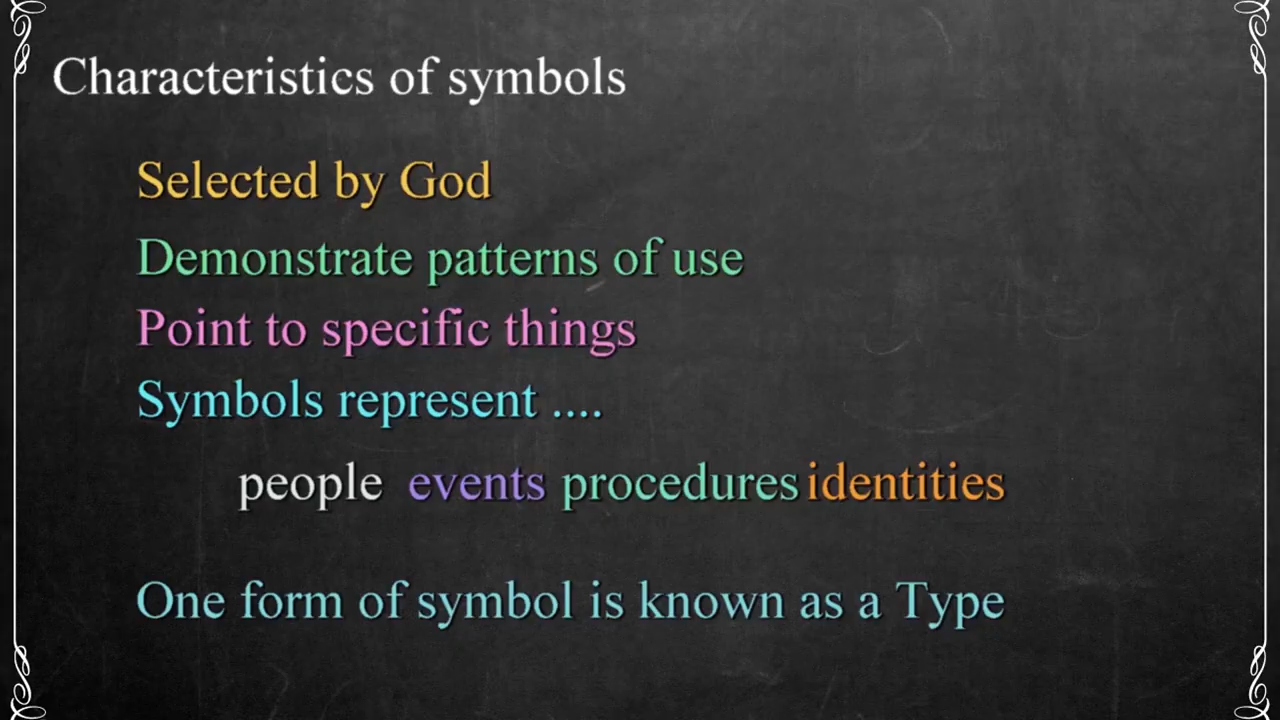 Characteristics of symbols
Selected by God
Demonstrate patterns of use
Point to specific things
Symbols represent ....
people events procedures identities
One form of symbol is known as a Type